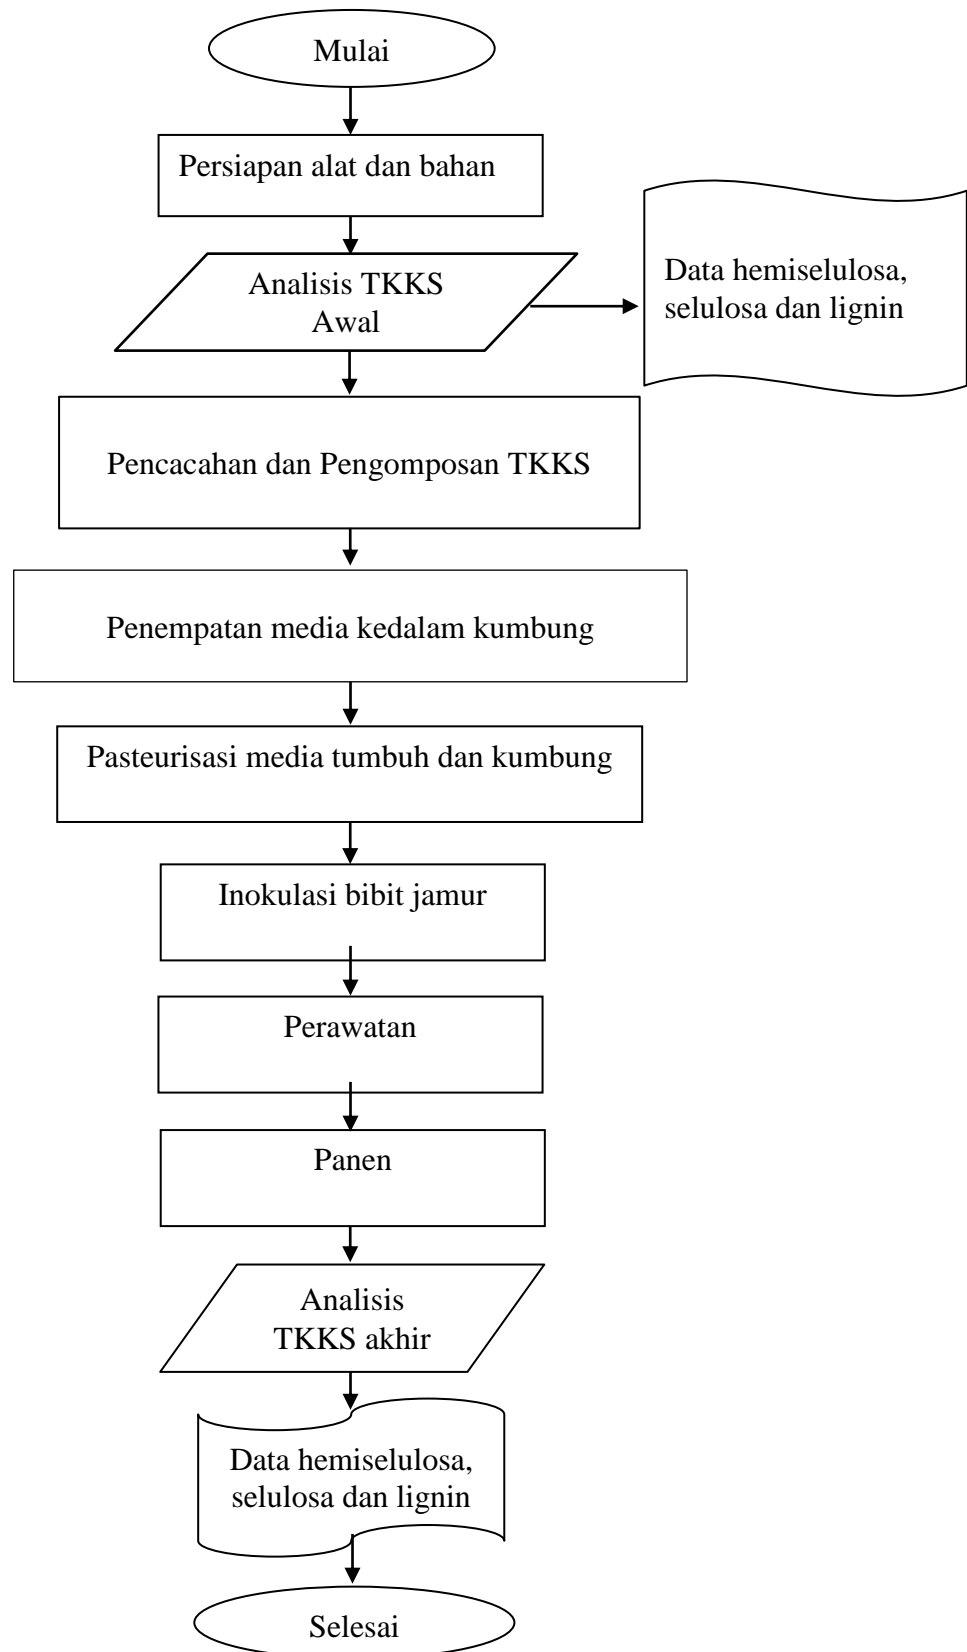 Mulai
Persiapan alat dan bahan
Analisis TKKS
Awal
Data hemiselulosa,
selulosa dan lignin
Pencacahan dan Pengomposan TKKS
Penempatan media kedalam kumbung
Pasteurisasi media tumbuh dan kumbung
Inokulasi bibit jamur
Perawatan
Panen
Analisis
TKKS akhir
Data hemiselulosa,
selulosa dan lignin
Selesai